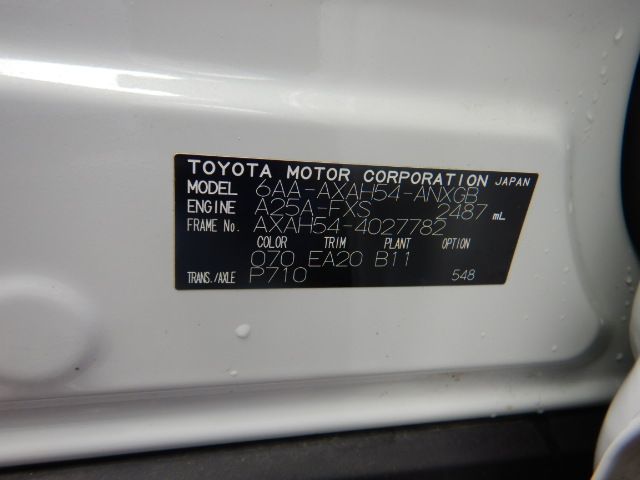 TOYOTA MOTOR CORPORATION JAPAN
MODEL 6AA-AXAH54-ANXGB
ENGINE A25A-FXS 2487 mL
FRAME No. AXAH54-4027782
COLOR TRIM PLANT OPTION
070 EA20 B11
TRANS./AXLE P710 548